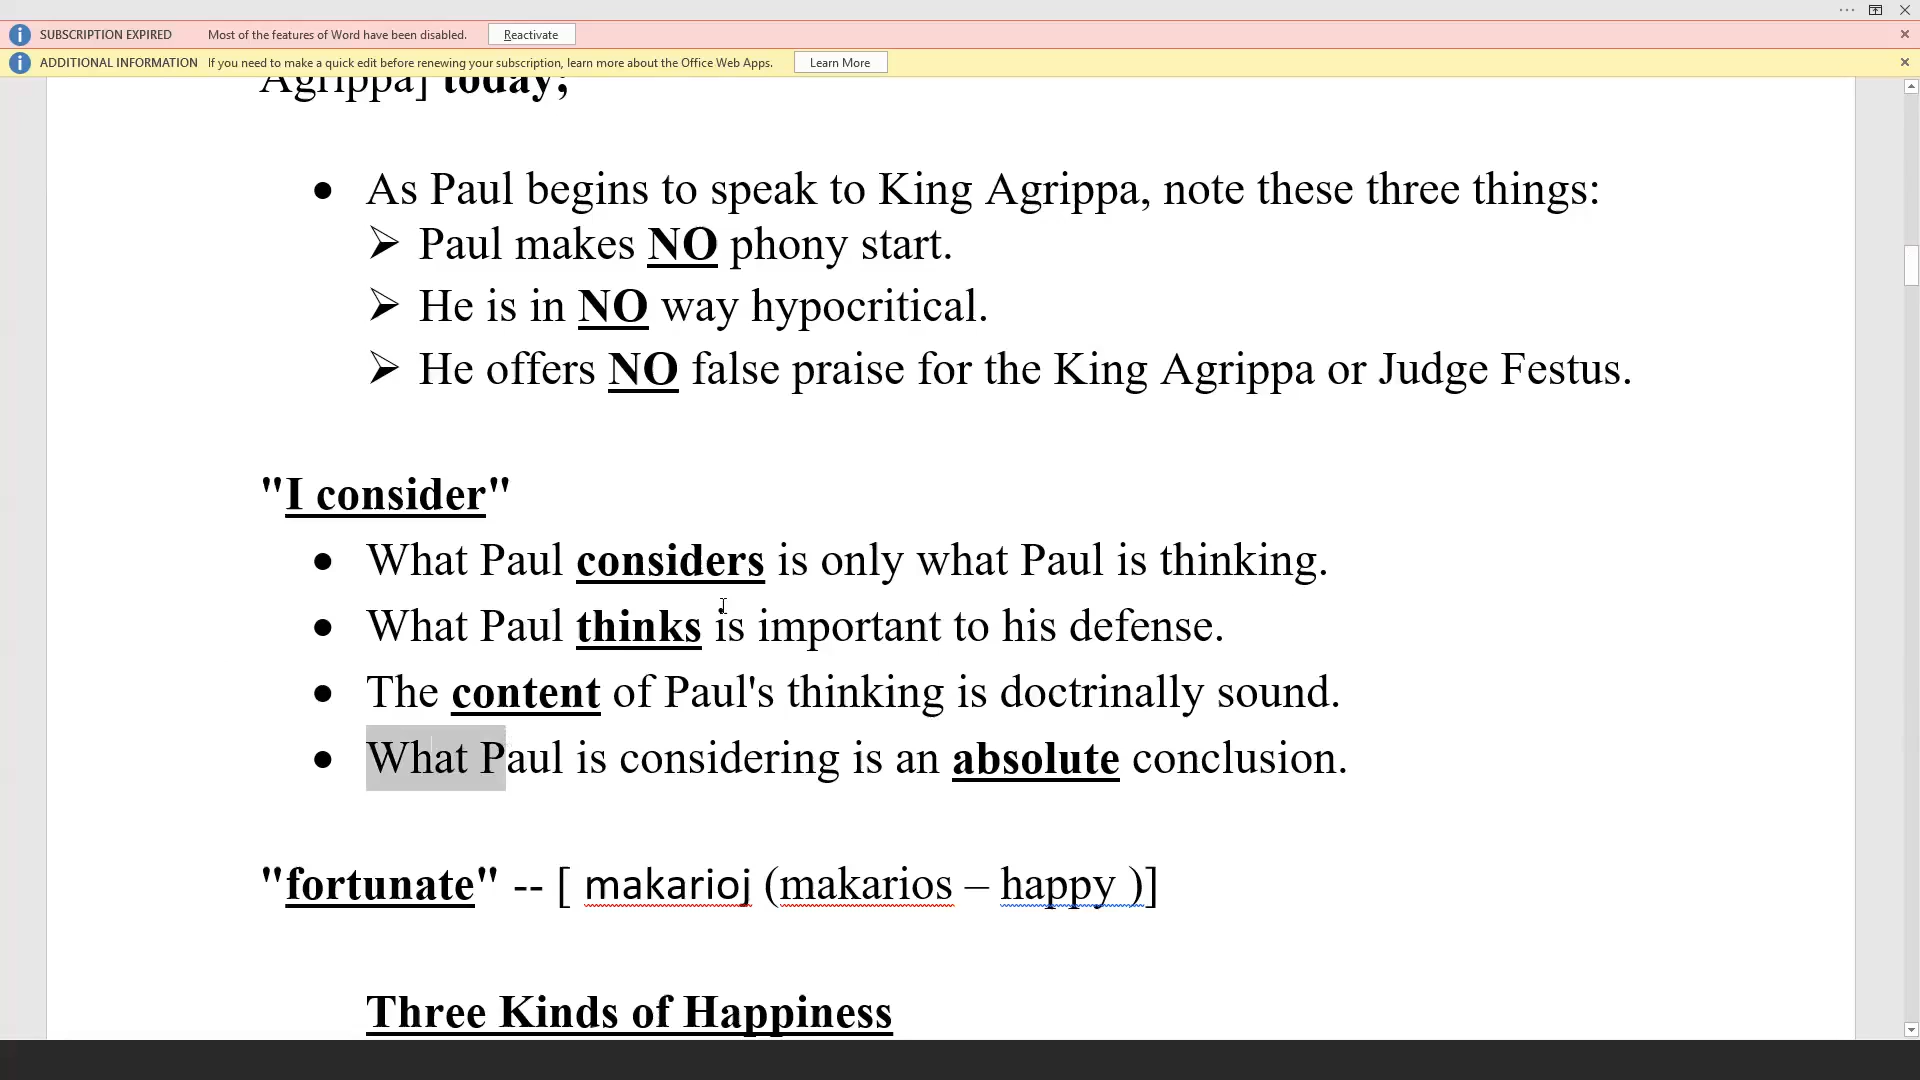 SUBSCRIPTION EXPIRED Most of the features of Word have been disabled. Reactivate
ADDITIONAL INFORMATION If you need to make a quick edit before renewing your subscription, learn more about the Office Web Apps. Learn More
Agrippa] today;
• As Paul begins to speak to King Agrippa, note these three things:
➢ Paul makes NO phony start.
➢ He is in NO way hypocritical.
➢ He offers NO false praise for the King Agrippa or Judge Festus.
"I consider"
• What Paul considers is only what Paul is thinking.
• What Paul thinks is important to his defense.
• The content of Paul's thinking is doctrinally sound.
• What Paul is considering is an absolute conclusion.
"fortunate" -- [ makarioj (makarios – happy )]
Three Kinds of Happiness